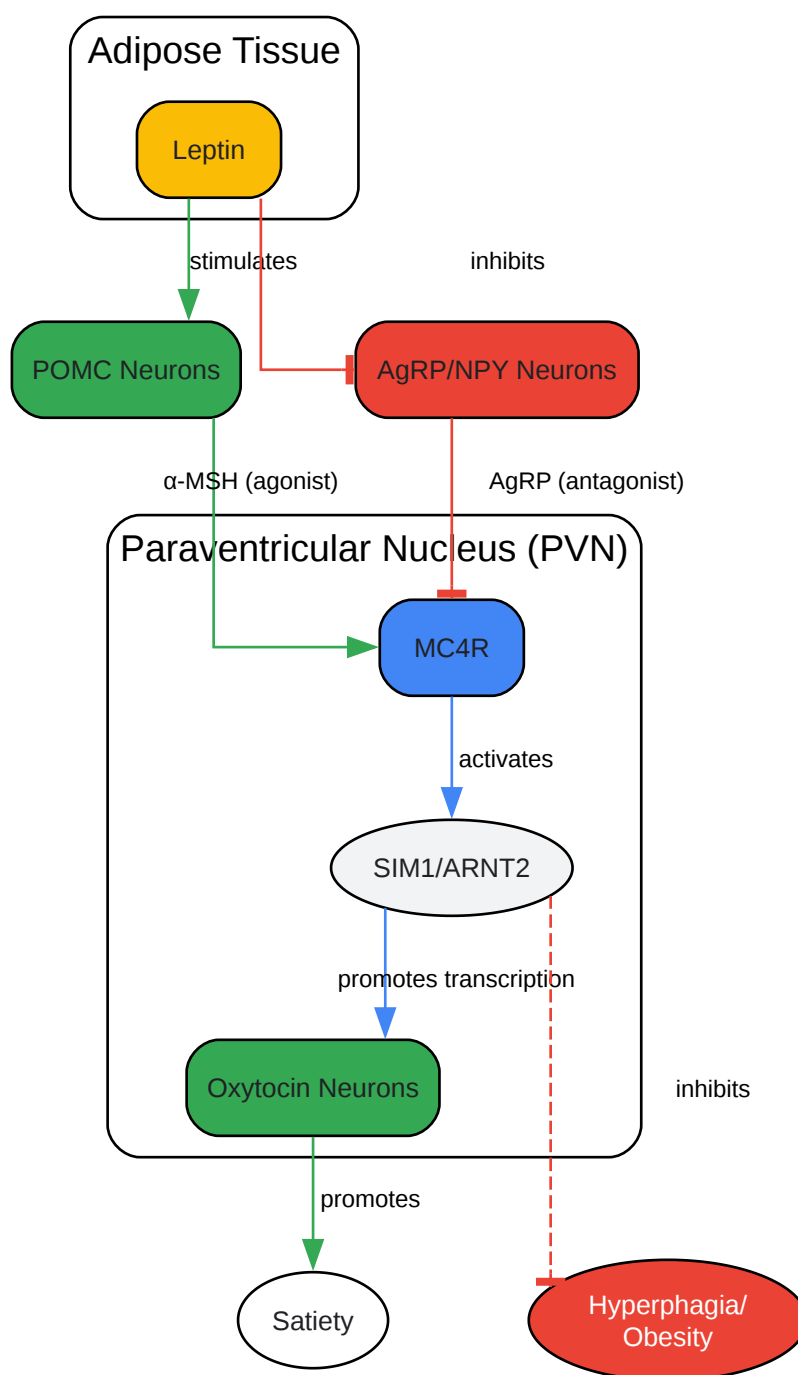 Adipose Tissue
Leptin
stimulates
inhibits
POMC Neurons
AgRP/NPY Neurons
α-MSH (agonist)
AgRP (antagonist)
Paraventricular Nucleus (PVN)
MC4R
activates
SIM1/ARNT2
promotes transcription
Oxytocin Neurons
inhibits
promotes
Satiety
Hyperphagia/
Obesity